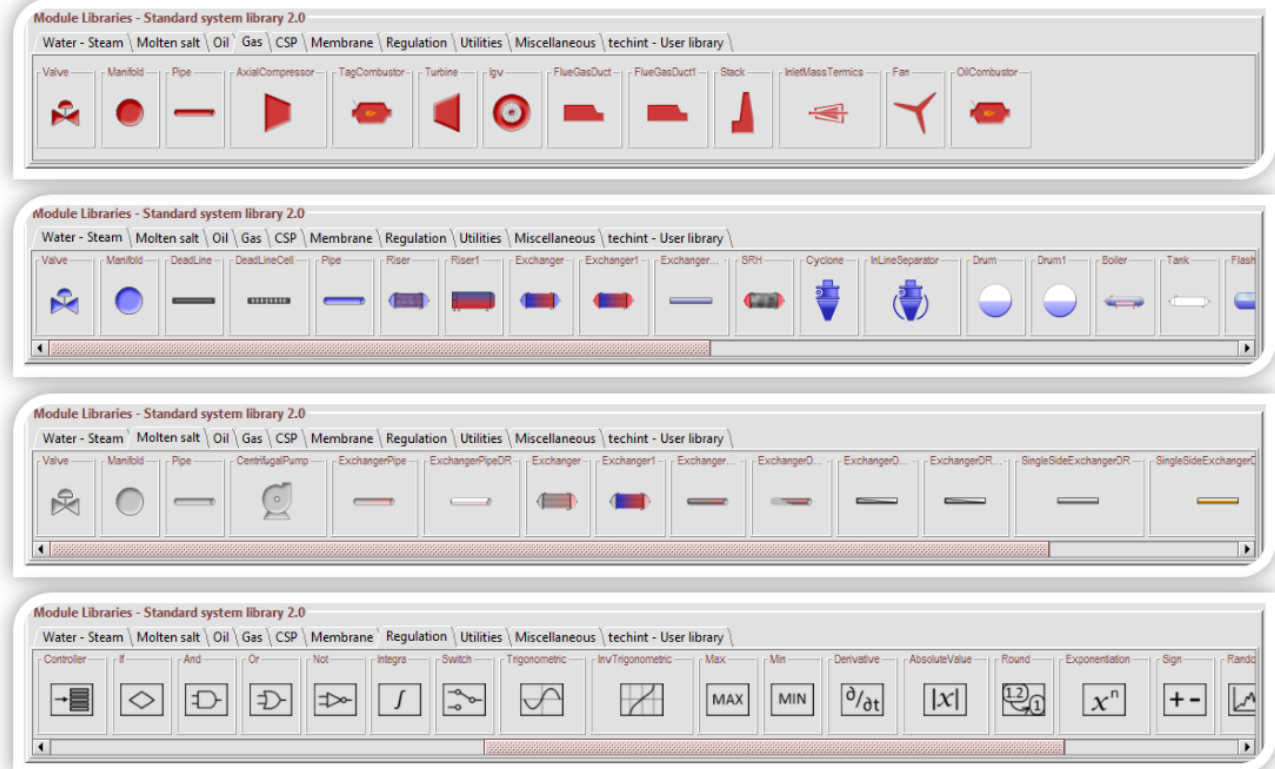 Module Libraries - Standard system library 2.0
Water - Steam Molten salt Oil Gas CSP Membrane Regulation Utilities Miscellaneous techint - User library
Valve Manifold Pipe AxialCompressor TagCombustor Turbine Igv FlueGasDuct FlueGasDuct1 Stack InletMassTermics Fan OilCombustor
Module Libraries - Standard system library 2.0
Water - Steam Molten salt Oil Gas CSP Membrane Regulation Utilities Miscellaneous techint - User library
Valve Manifold DeadLine DeadLineCell Pipe Riser Riser1 Exchanger Exchanger1 Exchanger... SRH Cyclone InLineSeparator Drum Drum1 Boiler Tank Flash
Module Libraries - Standard system library 2.0
Water - Steam Molten salt Oil Gas CSP Membrane Regulation Utilities Miscellaneous techint - User library
Valve Manifold Pipe CentrifugalPump ExchangerPipe ExchangerPipeDR Exchanger Exchanger1 Exchanger... ExchangerD... ExchangerD... ExchangerDR... SingleSideExchangerDR
Module Libraries - Standard system library 2.0
Water - Steam Molten salt Oil Gas CSP Membrane Regulation Utilities Miscellaneous techint - User library
Controller If And Or Not Integra Switch Trigonometric InvTrigonometric Max Min Derivative AbsoluteValue Round Exponentiation Sign Rando
∫ MAX MIN ∂/∂t |x| 1.2 1 xⁿ + -